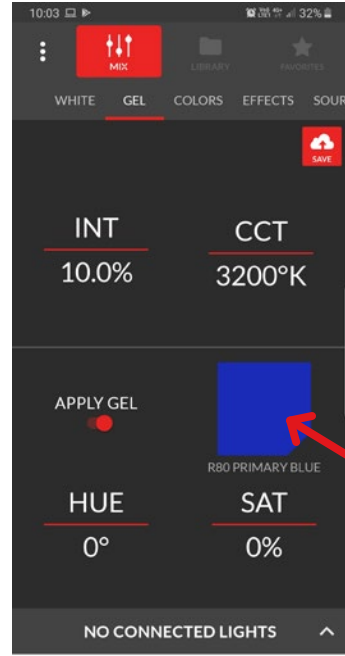 10:03 32%
MIX LIBRARY FAVORITES
WHITE GEL COLORS EFFECTS SOUR
SAVE
INT CCT
10.0% 3200°K
APPLY GEL
R80 PRIMARY BLUE
HUE SAT
0° 0%
NO CONNECTED LIGHTS